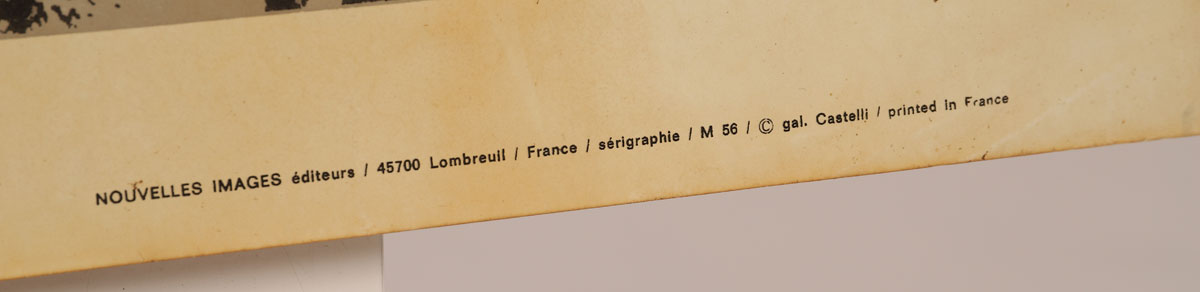 NOUVELLES IMAGES éditeurs / 45700 Lombreuil / France / sérigraphie / M 56 / © gal. Castelli / printed in France